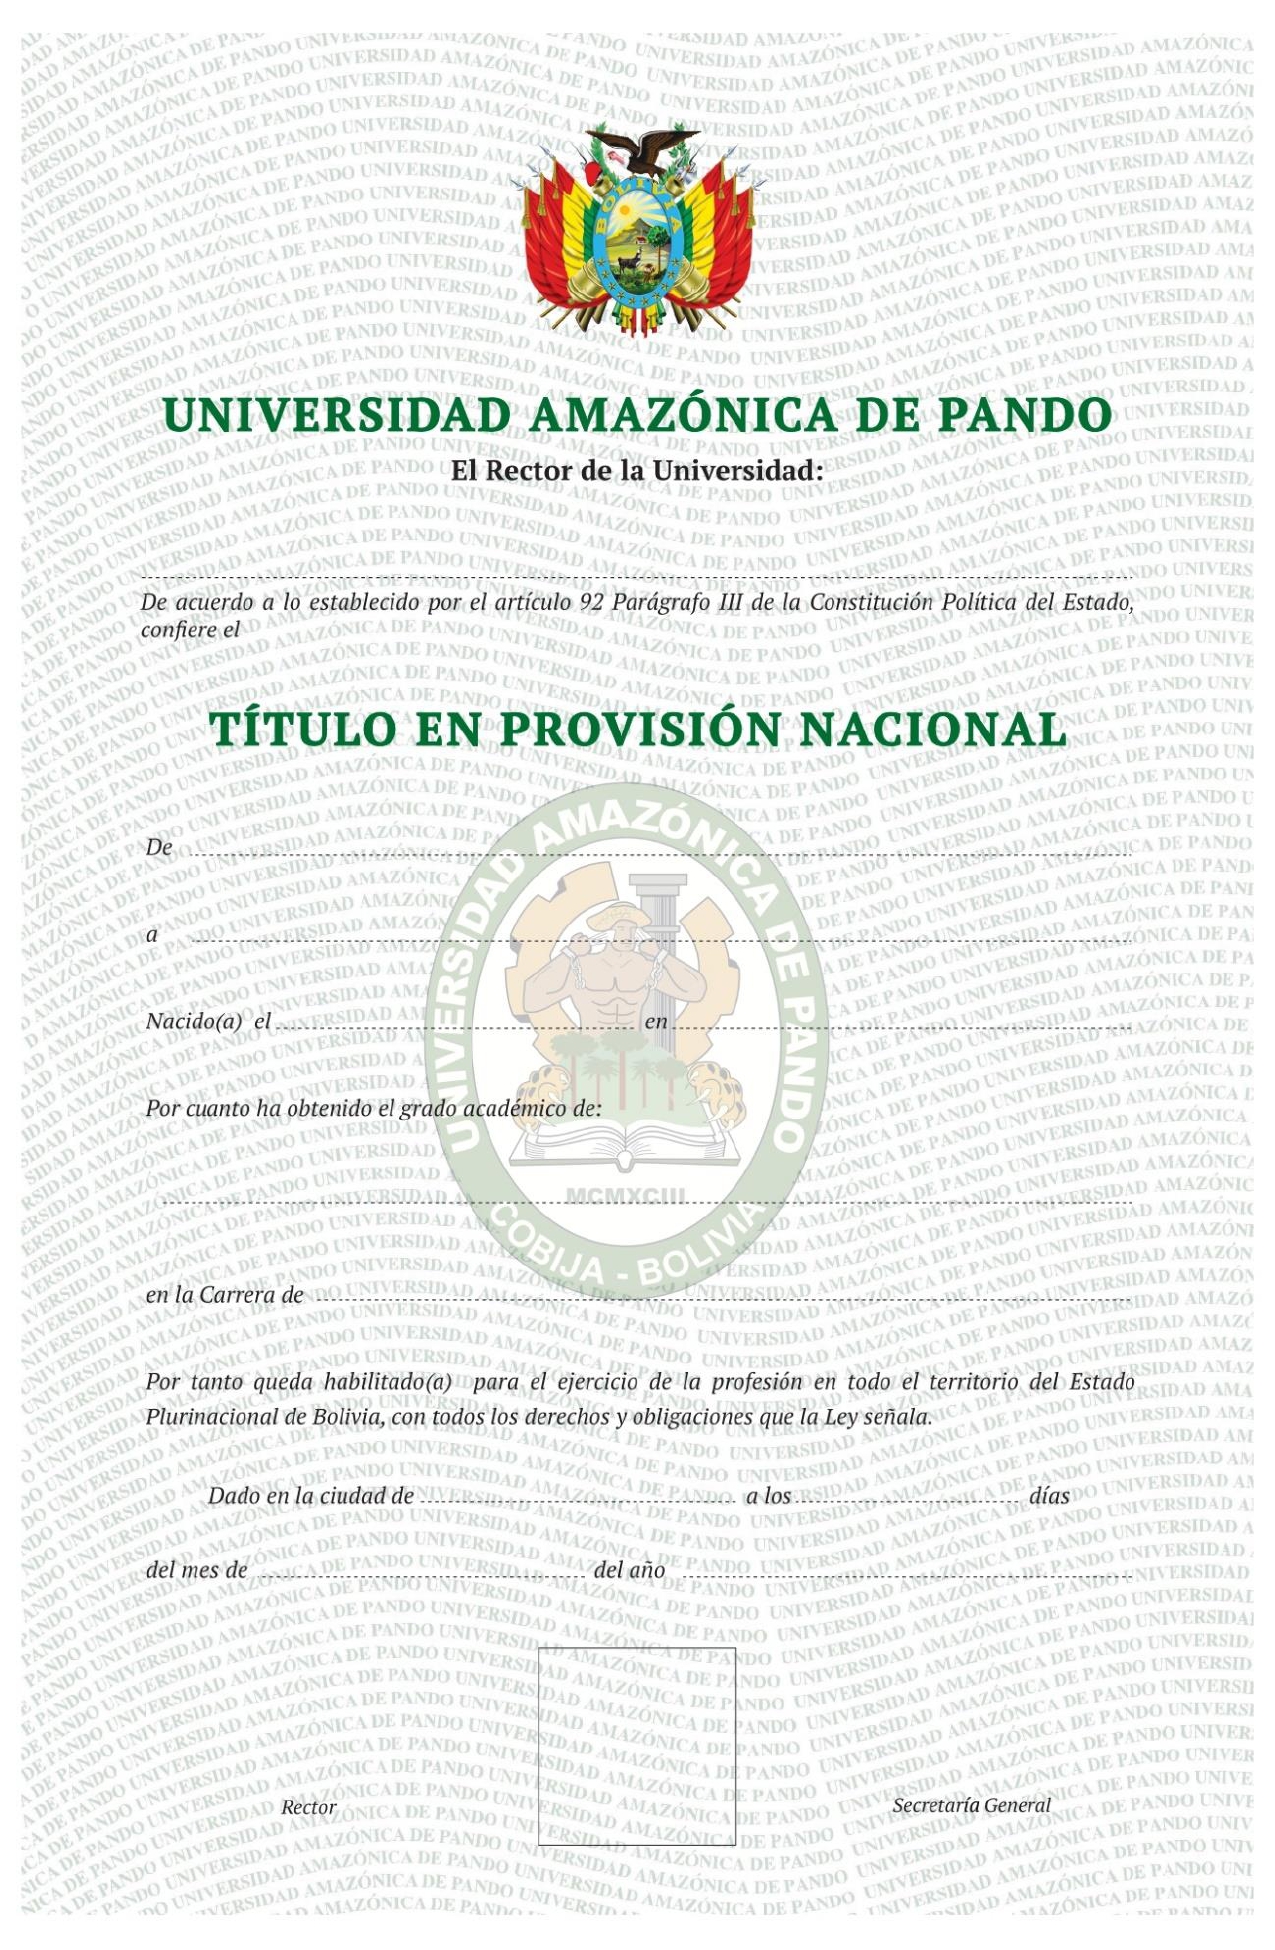 BOLIVIA
UNIVERSIDAD AMAZÓNICA DE PANDO
El Rector de la Universidad:
De acuerdo a lo establecido por el artículo 92 Parágrafo III de la Constitución Política del Estado,
confiere el
TÍTULO EN PROVISIÓN NACIONAL
De
a
Nacido(a) el en
Por cuanto ha obtenido el grado académico de:
UNIVERSIDAD AMAZÓNICA DE PANDO
MCMXCIII
COBIJA - BOLIVIA
en la Carrera de
Por tanto queda habilitado(a) para el ejercicio de la profesión en todo el territorio del Estado
Plurinacional de Bolivia, con todos los derechos y obligaciones que la Ley señala.
Dado en la ciudad de a los días
del mes de del año
Rector Secretaría General